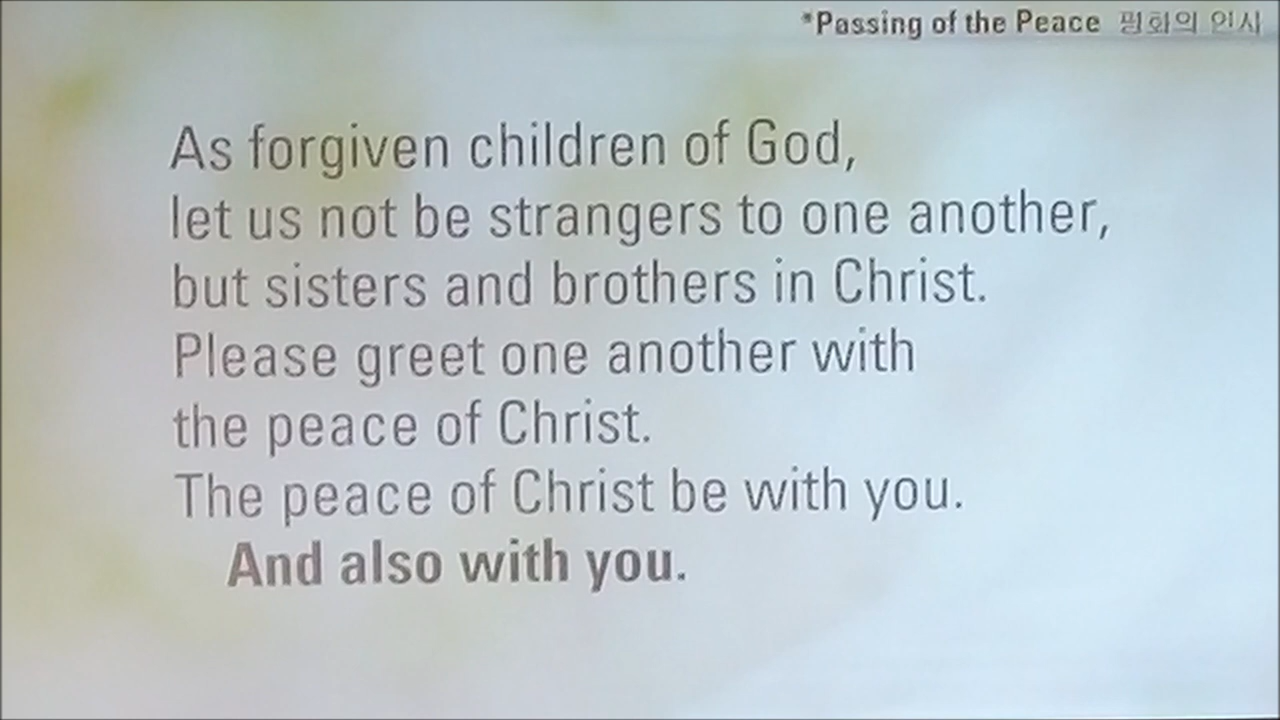 *Passing of the Peace 평화의 인사
As forgiven children of God,
let us not be strangers to one another,
but sisters and brothers in Christ.
Please greet one another with
the peace of Christ.
The peace of Christ be with you.
And also with you.